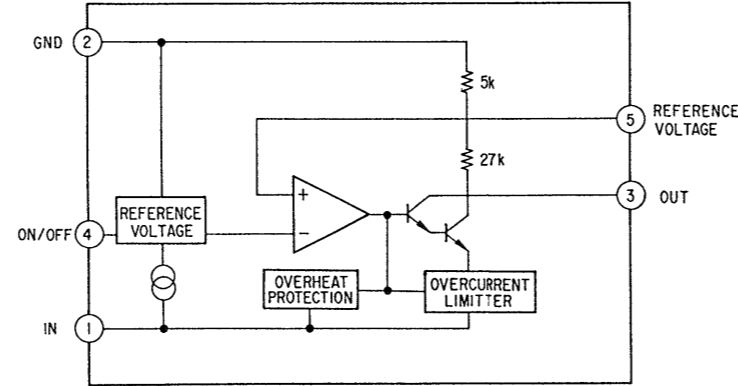 GND 2
5k
5 REFERENCE
VOLTAGE
27k
3 OUT
+
REFERENCE
VOLTAGE
ON/OFF 4
−
OVERHEAT
PROTECTION
OVERCURRENT
LIMITTER
IN 1